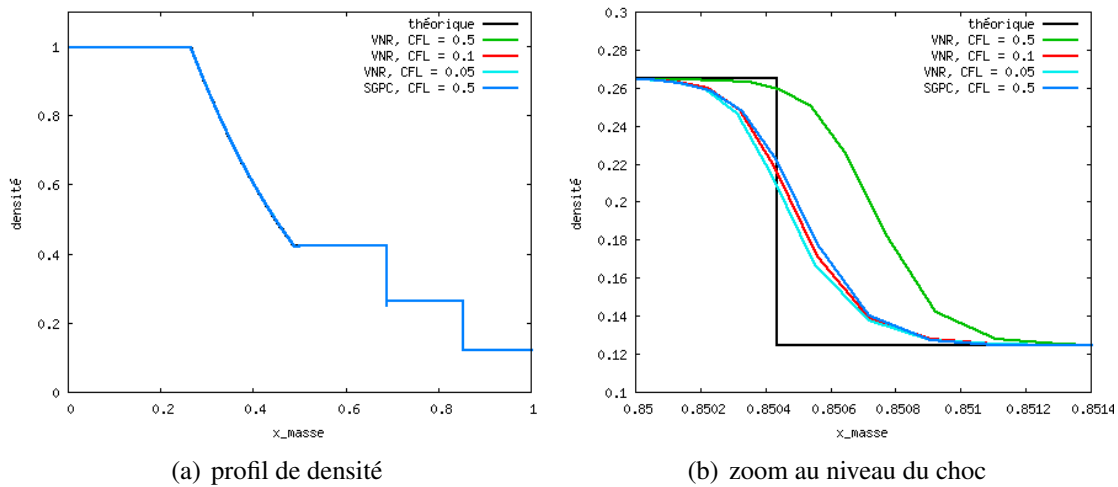 théorique
VNR, CFL = 0.5
VNR, CFL = 0.1
VNR, CFL = 0.05
SGPC, CFL = 0.5
1
0.8
0.6
0.4
0.2
0
densité
0 0.2 0.4 0.6 0.8 1
x_masse
(a) profil de densité
théorique
VNR, CFL = 0.5
VNR, CFL = 0.1
VNR, CFL = 0.05
SGPC, CFL = 0.5
0.3
0.28
0.26
0.24
0.22
0.2
0.18
0.16
0.14
0.12
0.1
densité
0.85 0.8502 0.8504 0.8506 0.8508 0.851 0.8512 0.8514
x_masse
(b) zoom au niveau du choc